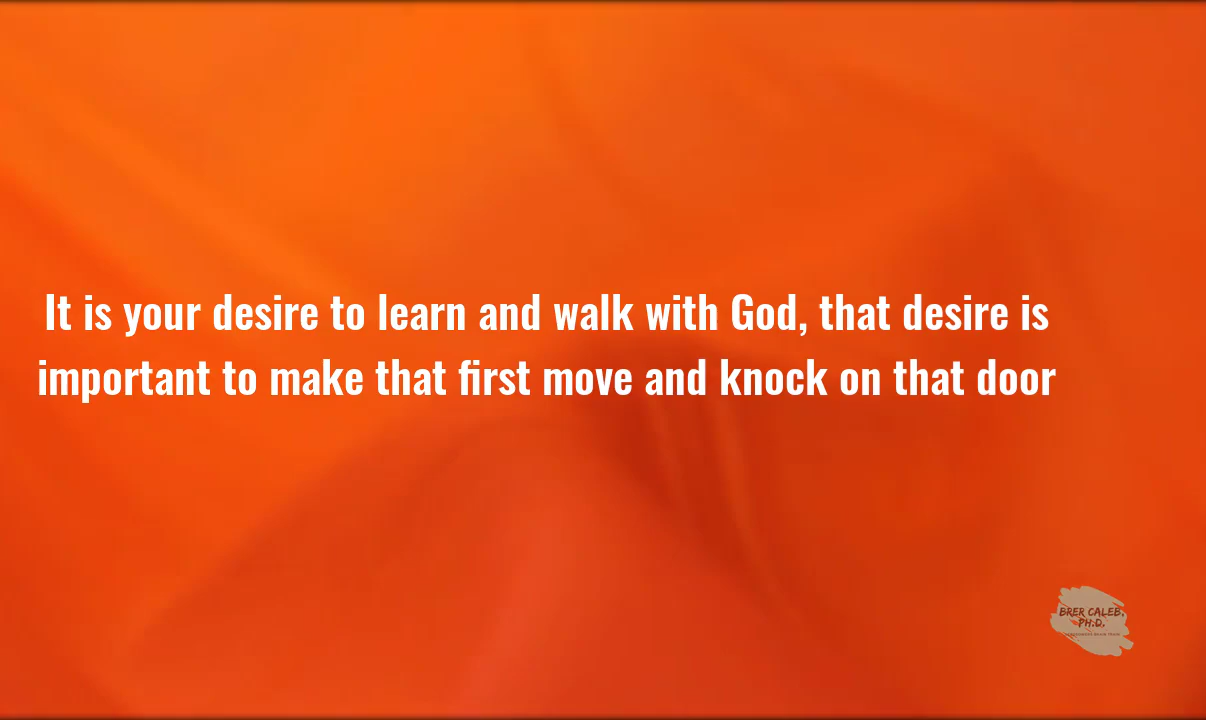 It is your desire to learn and walk with God, that desire is
important to make that first move and knock on that door
BRER CALEB,
PH.D.